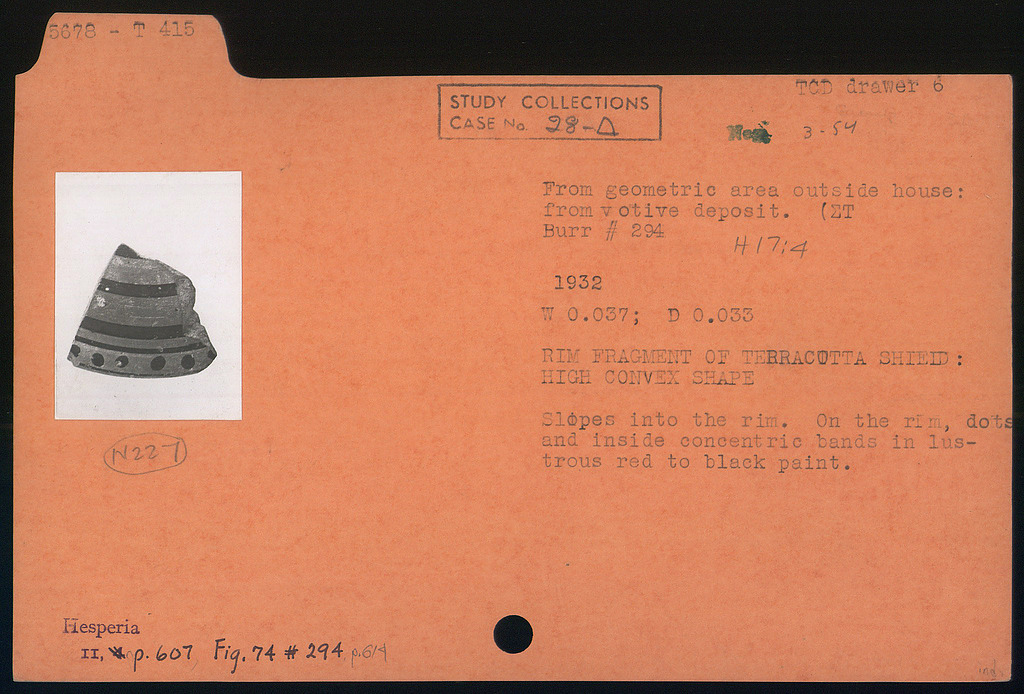 5678 - T 415
TCD drawer 6
STUDY COLLECTIONS
CASE No. 28-Δ
Neg. 3-54
From geometric area outside house:
from votive deposit. (ΣΤ
Burr # 294
H 17:4
1932
W 0.037; D 0.033
RIM FRAGMENT OF TERRACOTTA SHIELD:
HIGH CONVEX SHAPE
Slopes into the rim. On the rim, dots
and inside concentric bands in lus-
trous red to black paint.
N227
Hesperia
II, p. 607 Fig. 74 # 294 p.614